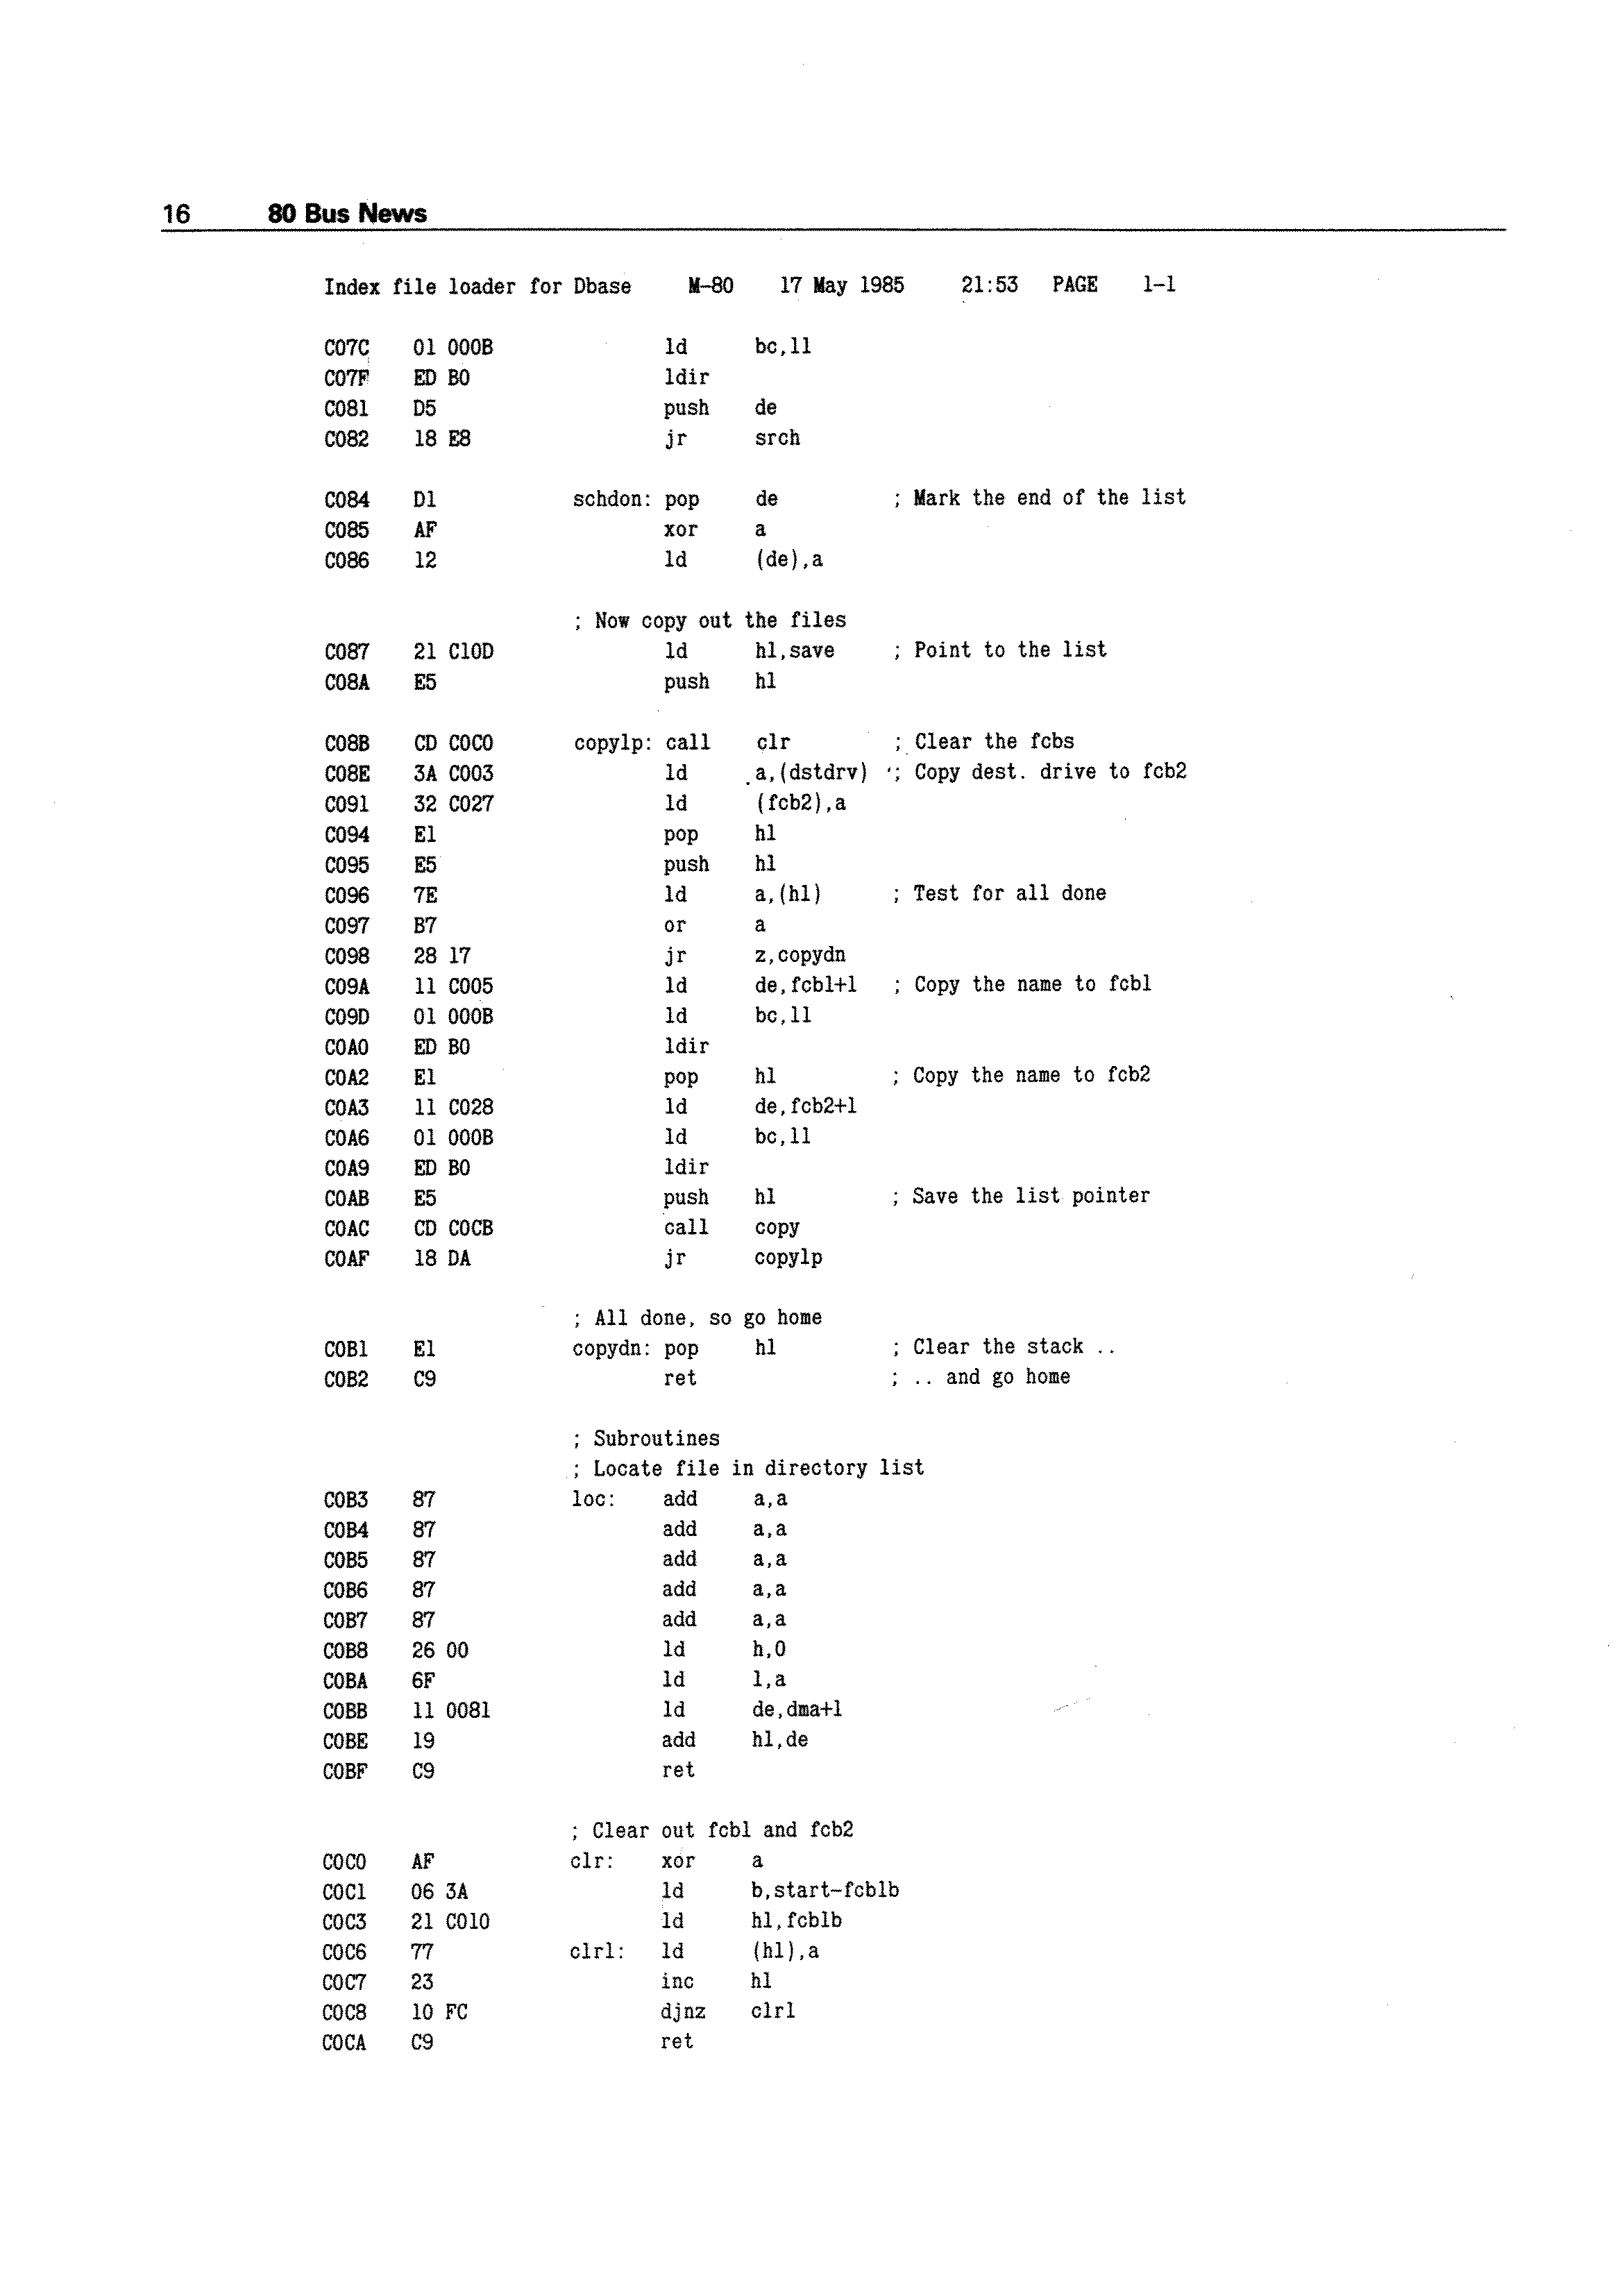 16 80 Bus News
Index file loader for Dbase M-80 17 May 1985 21:53 PAGE 1-1
C07C 01 000B ld bc,11
C07F ED B0 ldir
C081 D5 push de
C082 18 E8 jr srch
C084 D1 schdon: pop de ; Mark the end of the list
C085 AF xor a
C086 12 ld (de),a
; Now copy out the files
C087 21 C10D ld hl,save ; Point to the list
C08A E5 push hl
C08B CD C0C0 copylp: call clr ; Clear the fcbs
C08E 3A C003 ld a,(dstdrv) ; Copy dest. drive to fcb2
C091 32 C027 ld (fcb2),a
C094 E1 pop hl
C095 E5 push hl
C096 7E ld a,(hl) ; Test for all done
C097 B7 or a
C098 28 17 jr z,copydn
C09A 11 C005 ld de,fcb1+1 ; Copy the name to fcb1
C09D 01 000B ld bc,11
C0A0 ED B0 ldir
C0A2 E1 pop hl ; Copy the name to fcb2
C0A3 11 C028 ld de,fcb2+1
C0A6 01 000B ld bc,11
C0A9 ED B0 ldir
C0AB E5 push hl ; Save the list pointer
C0AC CD C0CB call copy
C0AF 18 DA jr copylp
; All done, so go home
C0B1 E1 copydn: pop hl ; Clear the stack ..
C0B2 C9 ret ; .. and go home
; Subroutines
; Locate file in directory list
C0B3 87 loc: add a,a
C0B4 87 add a,a
C0B5 87 add a,a
C0B6 87 add a,a
C0B7 87 add a,a
C0B8 26 00 ld h,0
C0BA 6F ld l,a
C0BB 11 0081 ld de,dma+1
C0BE 19 add hl,de
C0BF C9 ret
; Clear out fcb1 and fcb2
C0C0 AF clr: xor a
C0C1 06 3A ld b,start-fcb1b
C0C3 21 C010 ld hl,fcb1b
C0C6 77 clr1: ld (hl),a
C0C7 23 inc hl
C0C8 10 FC djnz clr1
C0CA C9 ret